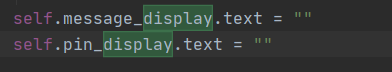 self.message_display.text = ""
self.pin_display.text = ""